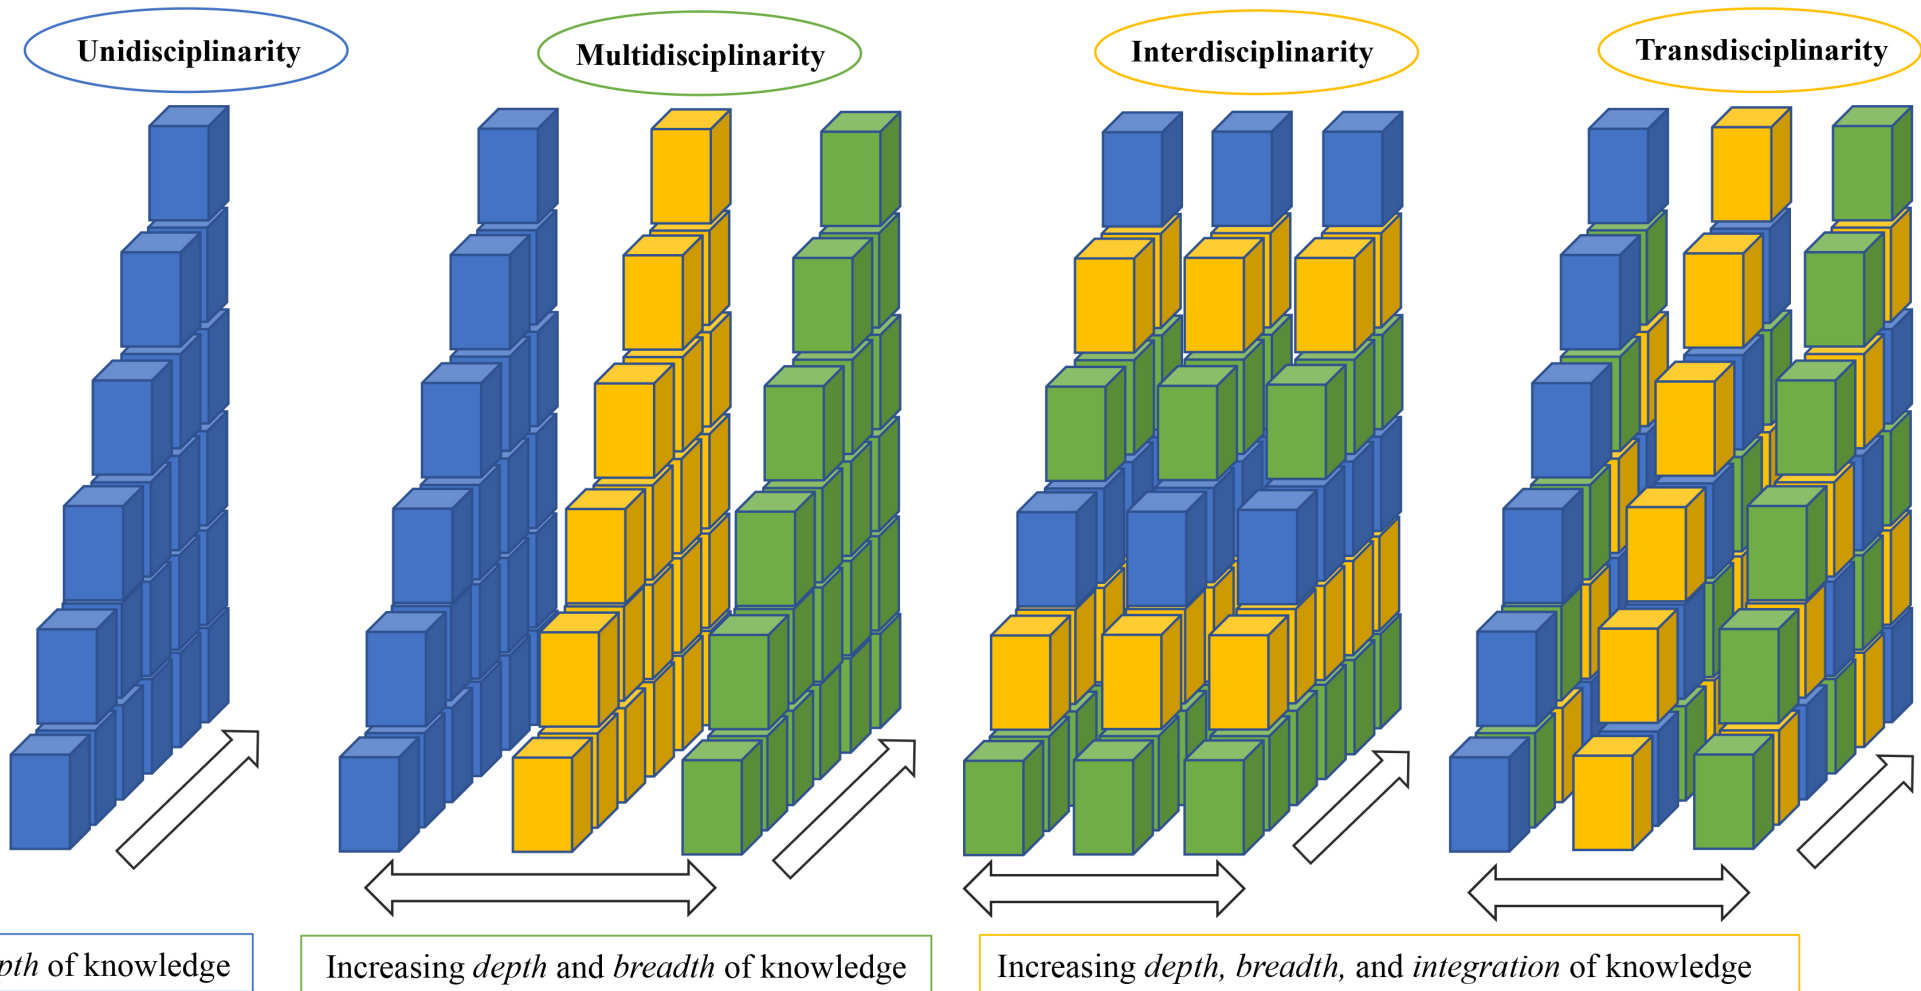 Unidisciplinarity
Multidisciplinarity
Interdisciplinarity
Transdisciplinarity
of knowledge
Increasing depth and breadth of knowledge
Increasing depth, breadth, and integration of knowledge